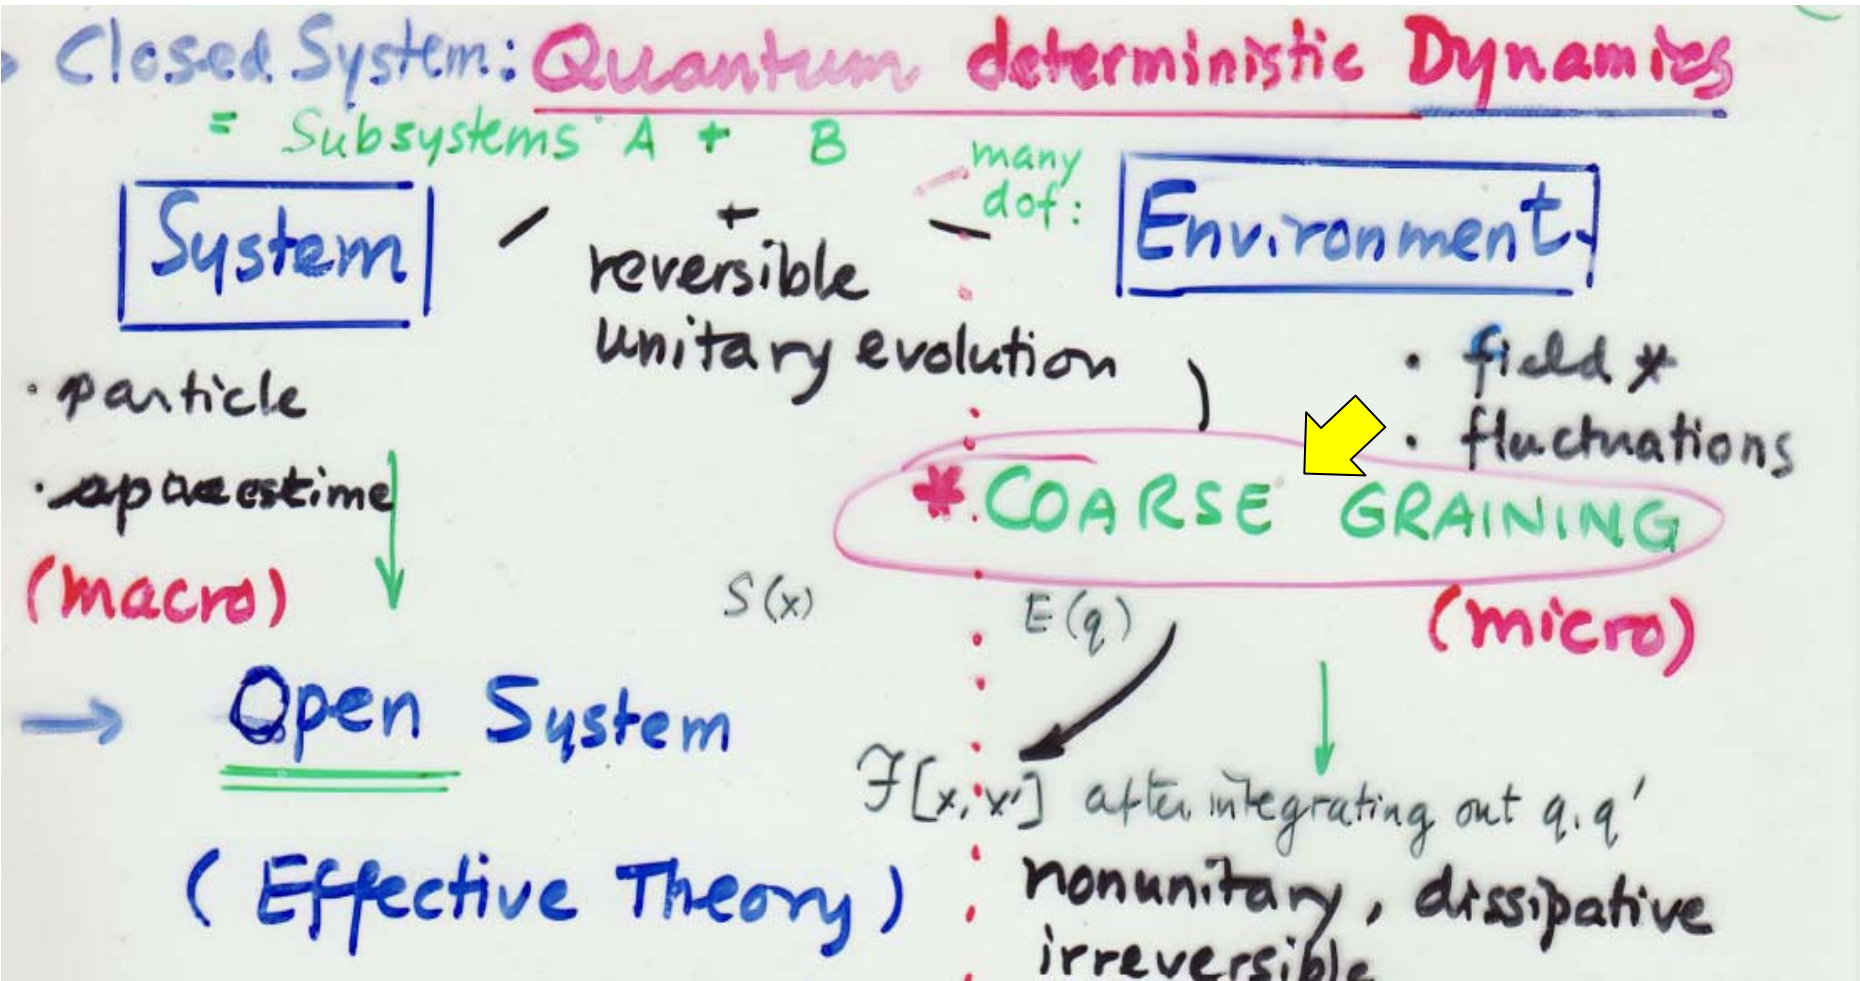 Closed System: Quantum deterministic Dynamics
= Subsystems A + B
many
dof:
System
Environment
+
reversible
unitary evolution
• particle
• spacetime
(macro)
• field *
• fluctuations
* COARSE GRAINING
S(x)
E(q)
(micro)
→ Open System
ℱ[x, x'] after integrating out q, q'
(Effective Theory)
nonunitary, dissipative
irreversible